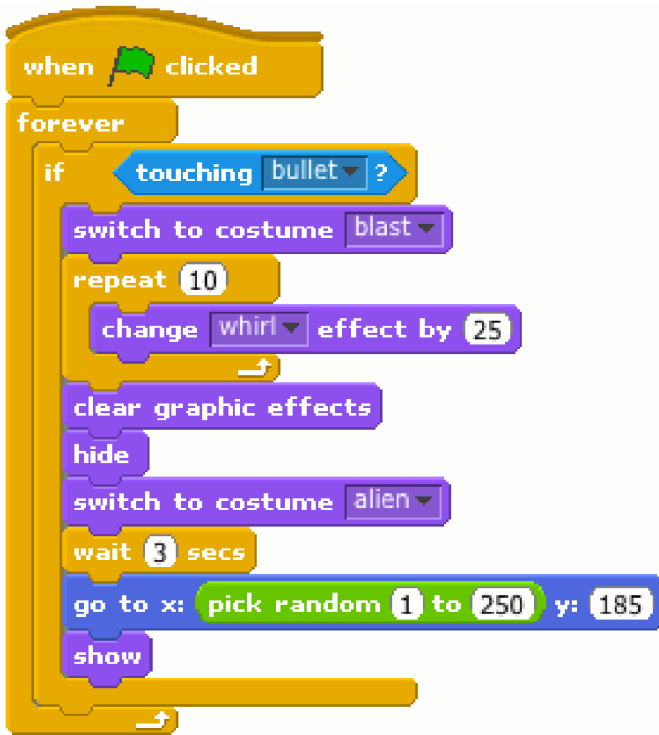 when clicked
forever
if touching bullet ?
switch to costume blast
repeat 10
change whirl effect by 25
clear graphic effects
hide
switch to costume alien
wait 3 secs
go to x: pick random 1 to 250 y: 185
show